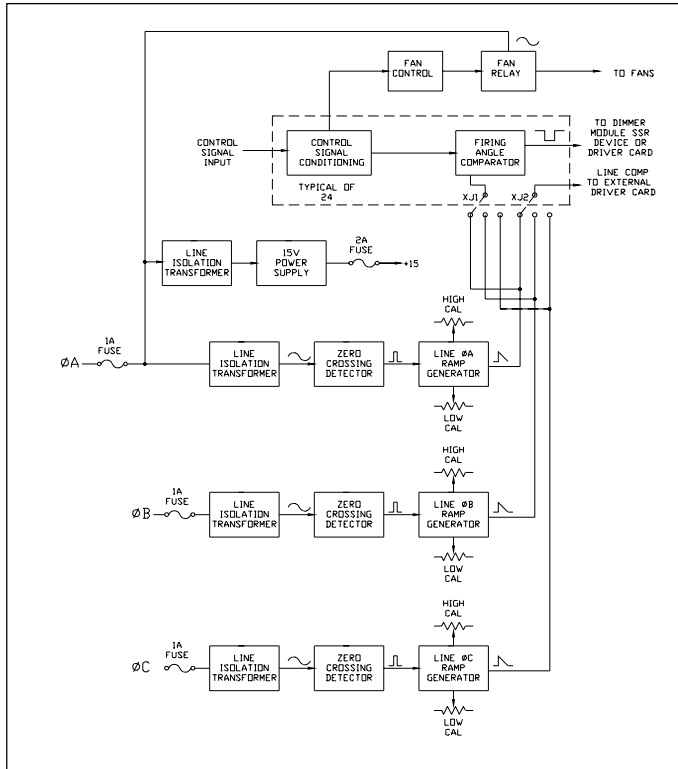 FAN
CONTROL
FAN
RELAY
TO FANS
CONTROL
SIGNAL
INPUT
CONTROL
SIGNAL
CONDITIONING
FIRING
ANGLE
COMPARATOR
TO DIMMER
MODULE SSR
DEVICE OR
DRIVER CARD
TYPICAL OF
24
XJ1
XJ2
LINE COMP
TO EXTERNAL
DRIVER CARD
LINE
ISOLATION
TRANSFORMER
15V
POWER
SUPPLY
2A
FUSE
+15
ØA
1A
FUSE
LINE
ISOLATION
TRANSFORMER
ZERO
CROSSING
DETECTOR
HIGH
CAL
LINE ØA
RAMP
GENERATOR
LOW
CAL
ØB
1A
FUSE
LINE
ISOLATION
TRANSFORMER
ZERO
CROSSING
DETECTOR
HIGH
CAL
LINE ØB
RAMP
GENERATOR
LOW
CAL
ØC
1A
FUSE
LINE
ISOLATION
TRANSFORMER
ZERO
CROSSING
DETECTOR
HIGH
CAL
LINE ØC
RAMP
GENERATOR
LOW
CAL